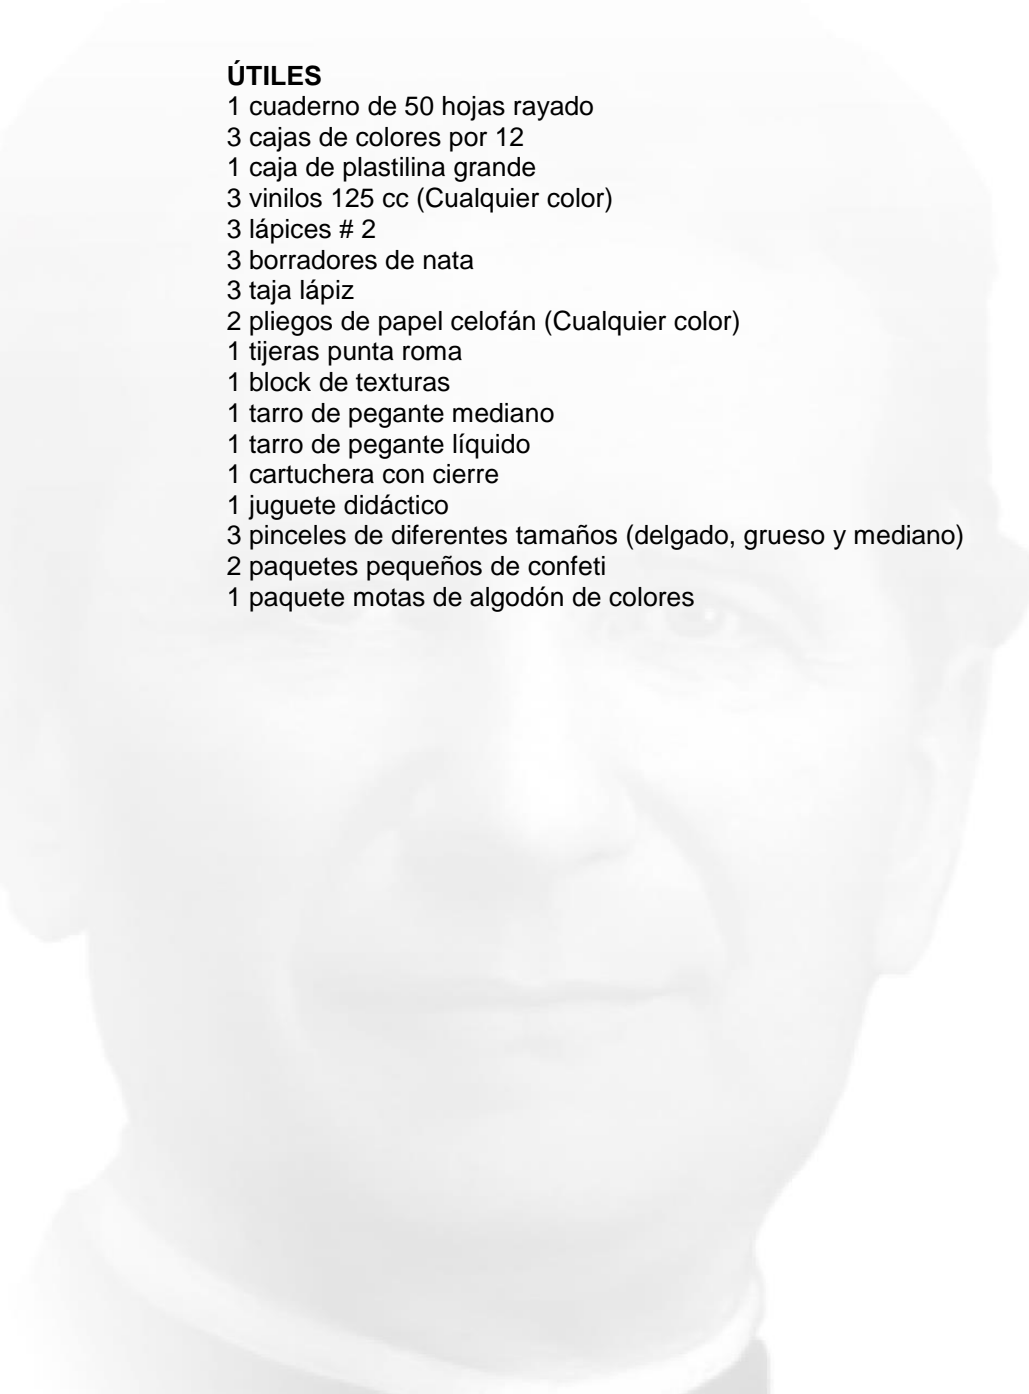 ÚTILES
1 cuaderno de 50 hojas rayado
3 cajas de colores por 12
1 caja de plastilina grande
3 vinilos 125 cc (Cualquier color)
3 lápices # 2
3 borradores de nata
3 taja lápiz
2 pliegos de papel celofán (Cualquier color)
1 tijeras punta roma
1 block de texturas
1 tarro de pegante mediano
1 tarro de pegante líquido
1 cartuchera con cierre
1 juguete didáctico
3 pinceles de diferentes tamaños (delgado, grueso y mediano)
2 paquetes pequeños de confeti
1 paquete motas de algodón de colores